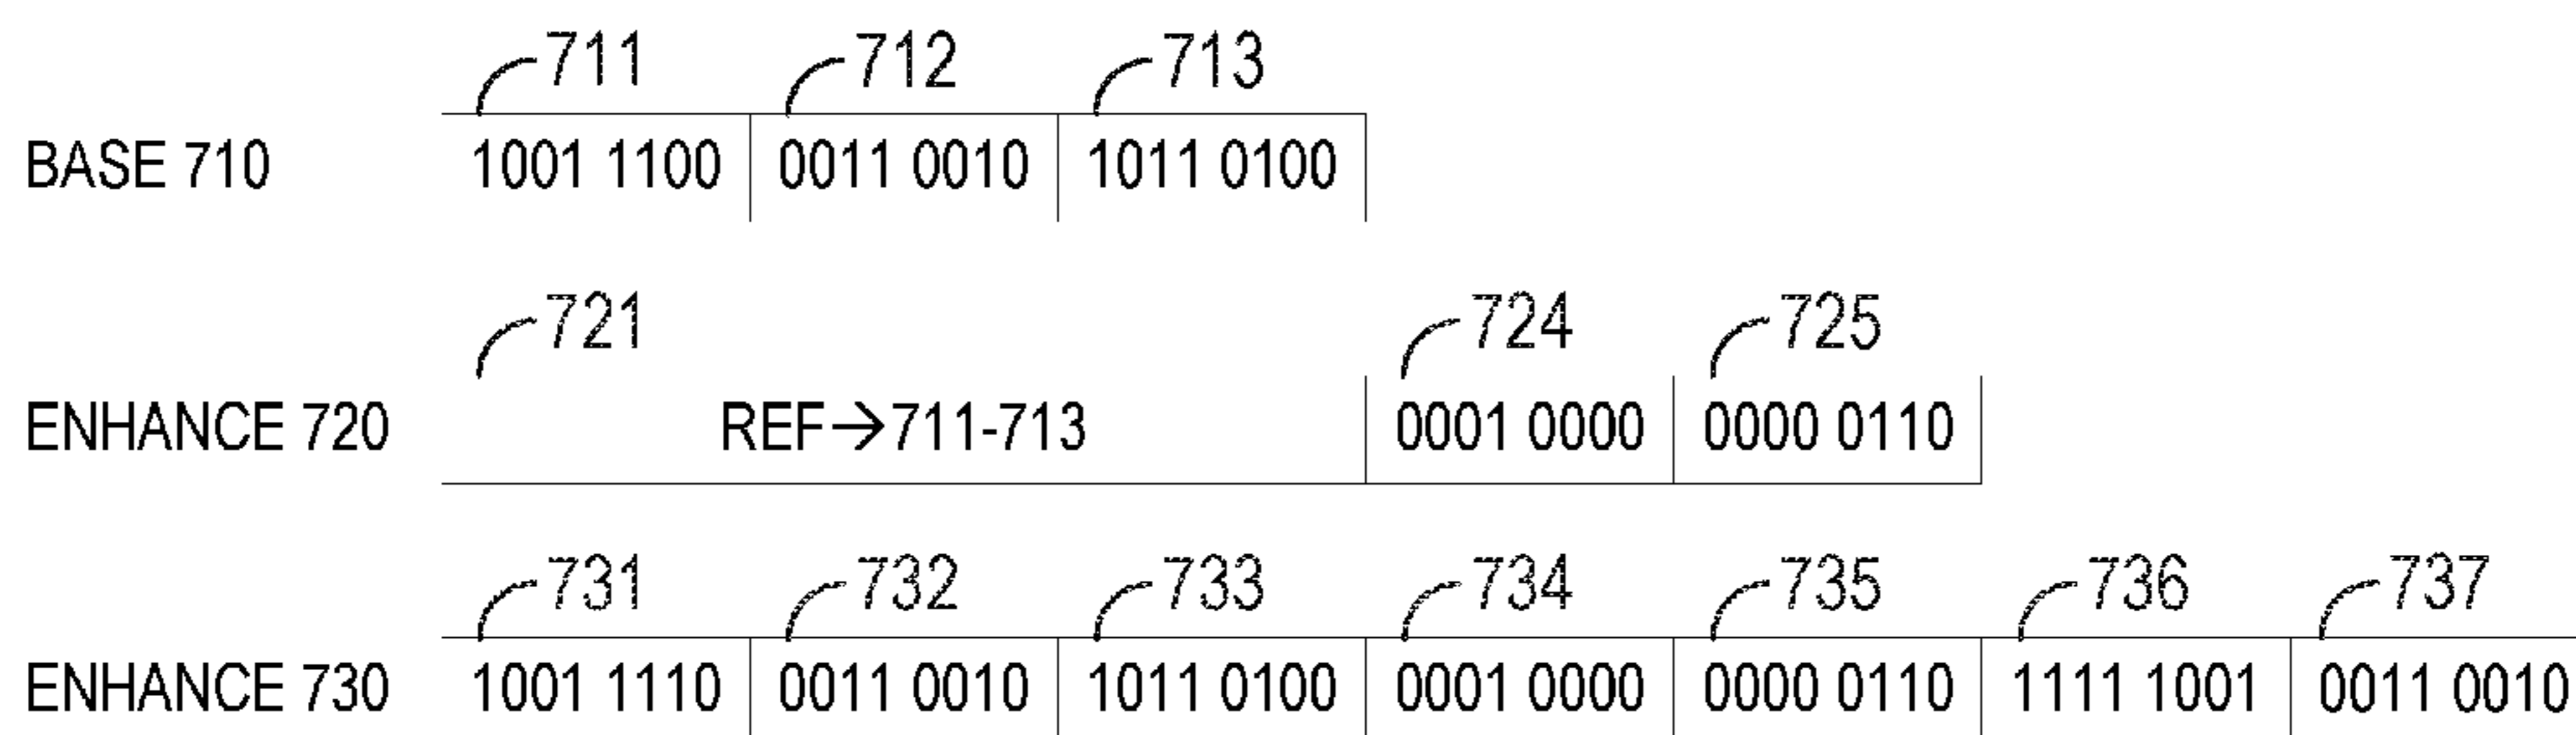 711 712 713
BASE 710 1001 1100 0011 0010 1011 0100
721 724 725
ENHANCE 720 REF→711-713 0001 0000 0000 0110
731 732 733 734 735 736 737
ENHANCE 730 1001 1110 0011 0010 1011 0100 0001 0000 0000 0110 1111 1001 0011 0010